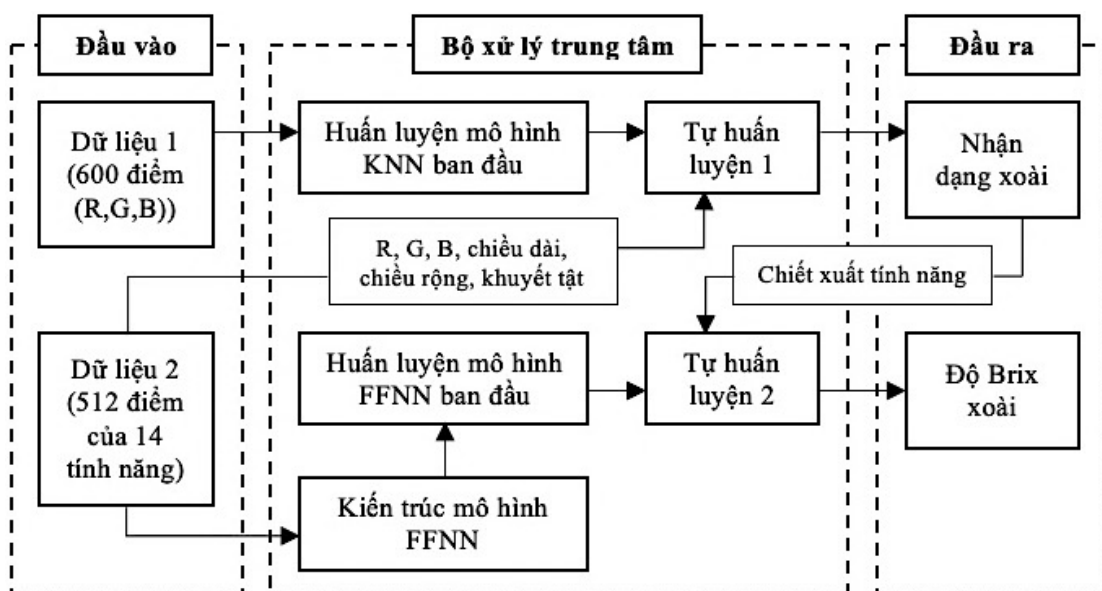 Đầu vào
Bộ xử lý trung tâm
Đầu ra
Dữ liệu 1
(600 điểm
(R,G,B))
Huấn luyện mô hình
KNN ban đầu
Tự huấn
luyện 1
Nhận
dạng xoài
R, G, B, chiều dài,
chiều rộng, khuyết tật
Chiết xuất tính năng
Dữ liệu 2
(512 điểm
của 14
tính năng)
Huấn luyện mô hình
FFNN ban đầu
Tự huấn
luyện 2
Độ Brix
xoài
Kiến trúc mô hình
FFNN